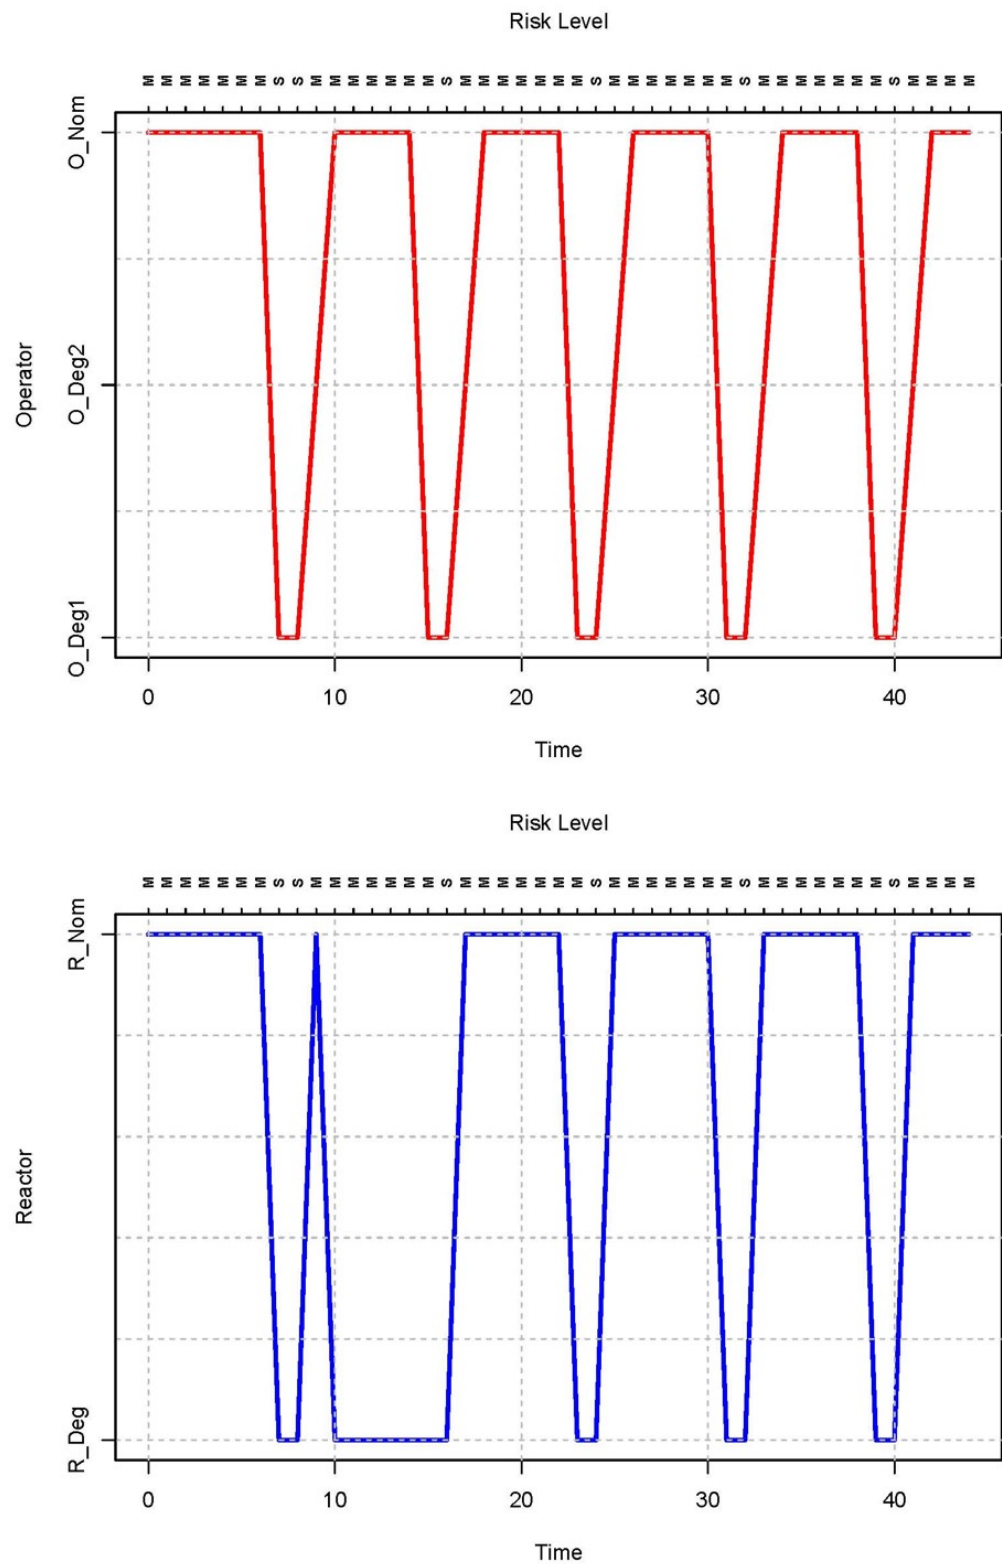 Risk Level
M M M M M M M S S M M M M M M M S M M M M M M M S M M M M M M M S M M M M M M M S M M M M
O_Nom
O_Deg2
O_Deg1
Operator
0 10 20 30 40
Time
Risk Level
M M M M M M M S S M M M M M M M S M M M M M M M S M M M M M M M S M M M M M M M S M M M M
R_Nom
R_Deg
Reactor
0 10 20 30 40
Time